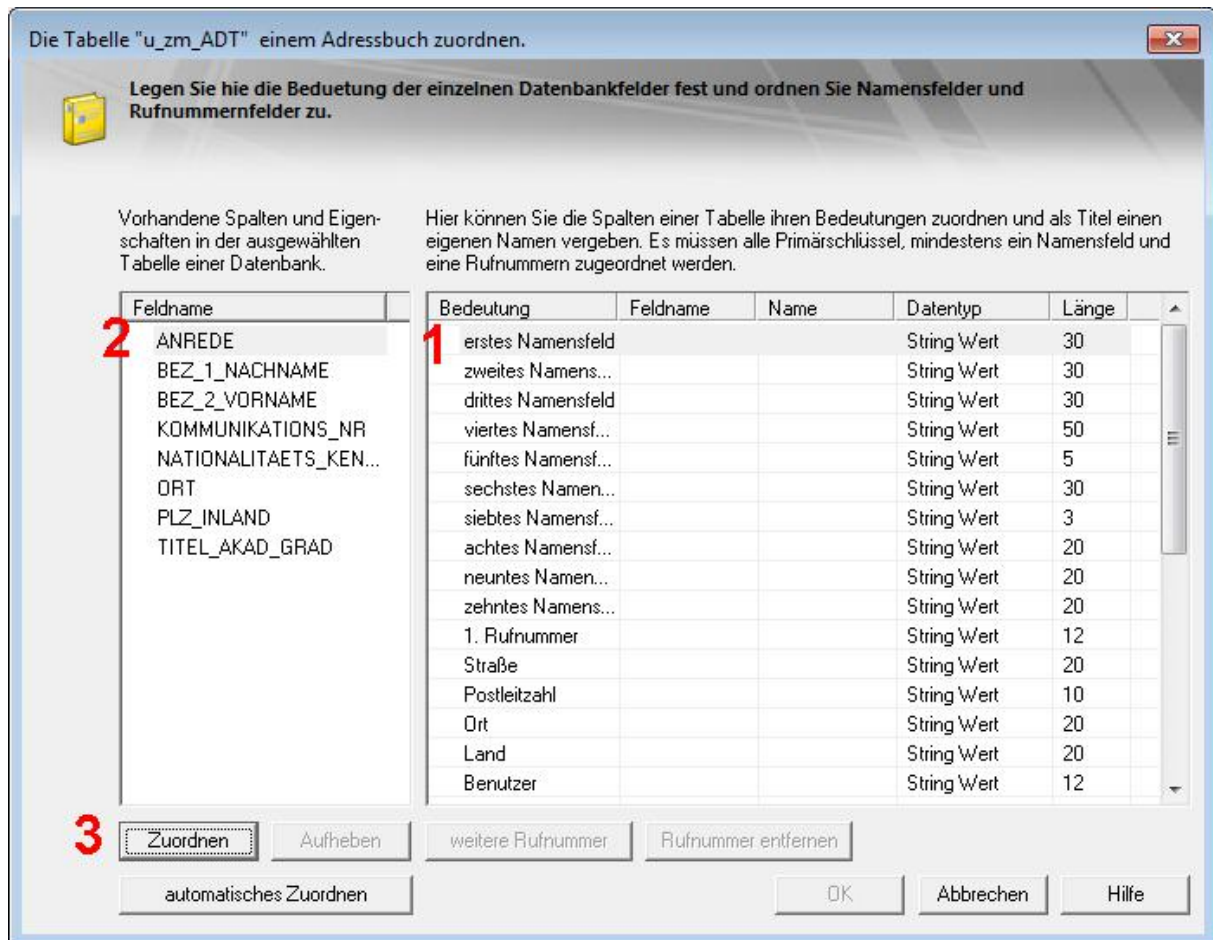 Die Tabelle "u_zm_ADT" einem Adressbuch zuordnen.
Legen Sie hie die Beduetung der einzelnen Datenbankfelder fest und ordnen Sie Namensfelder und
Rufnummernfelder zu.
Vorhandene Spalten und Eigen-
schaften in der ausgewählten
Tabelle einer Datenbank.
Hier können Sie die Spalten einer Tabelle ihren Bedeutungen zuordnen und als Titel einen
eigenen Namen vergeben. Es müssen alle Primärschlüssel, mindestens ein Namensfeld und
eine Rufnummern zugeordnet werden.
Feldname
2 ANREDE
BEZ_1_NACHNAME
BEZ_2_VORNAME
KOMMUNIKATIONS_NR
NATIONALITAETS_KEN...
ORT
PLZ_INLAND
TITEL_AKAD_GRAD
Bedeutung Feldname Name Datentyp Länge
1 erstes Namensfeld String Wert 30
zweites Namens... String Wert 30
drittes Namensfeld String Wert 30
viertes Namensf... String Wert 50
fünftes Namensf... String Wert 5
sechstes Namen... String Wert 30
siebtes Namensf... String Wert 3
achtes Namensf... String Wert 20
neuntes Namen... String Wert 20
zehntes Namens... String Wert 20
1. Rufnummer String Wert 12
Straße String Wert 20
Postleitzahl String Wert 10
Ort String Wert 20
Land String Wert 20
Benutzer String Wert 12
3 Zuordnen Aufheben weitere Rufnummer Rufnummer entfernen
automatisches Zuordnen OK Abbrechen Hilfe